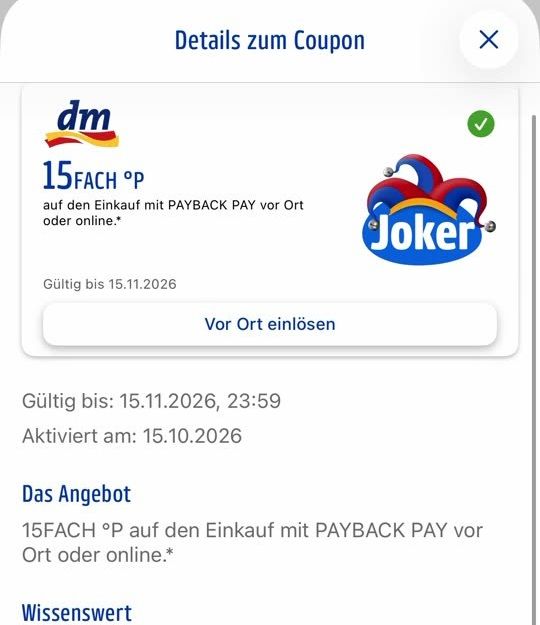 Details zum Coupon
dm
15FACH °P
auf den Einkauf mit PAYBACK PAY vor Ort
oder online.*
Joker
Gültig bis 15.11.2026
Vor Ort einlösen
Gültig bis: 15.11.2026, 23:59
Aktiviert am: 15.10.2026
Das Angebot
15FACH °P auf den Einkauf mit PAYBACK PAY vor
Ort oder online.*
Wissenswert